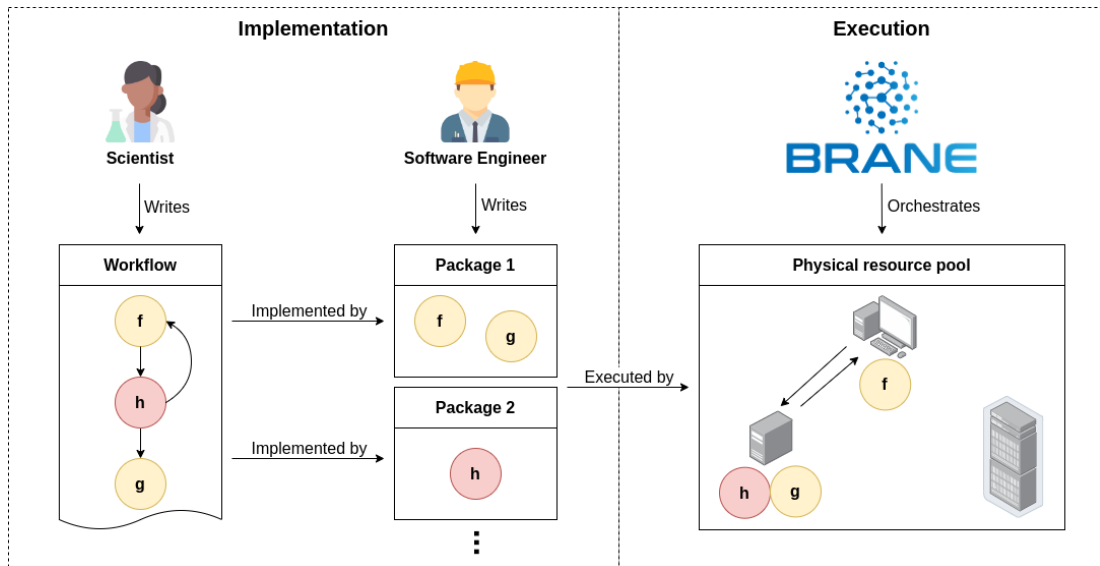 Implementation
Execution
Scientist
Software Engineer
BRANE
Writes
Writes
Orchestrates
Workflow
Package 1
Physical resource pool
f
Implemented by
f
g
h
Executed by
f
Package 2
Implemented by
g
h
h
g